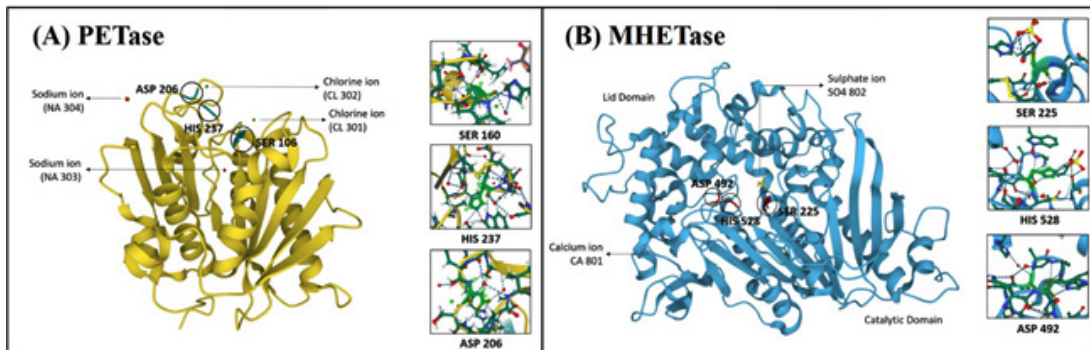 (A) PETase
Sodium ion
(NA 304)
ASP 206
Chlorine ion
(CL 302)
HIS 237
Chlorine ion
(CL 301)
SER 106
Sodium ion
(NA 303)
SER 160
HIS 237
ASP 206
(B) MHETase
Lid Domain
Sulphate ion
SO4 802
ASP 492
HIS 528
SER 225
Calcium ion
CA 801
Catalytic Domain
SER 225
HIS 528
ASP 492